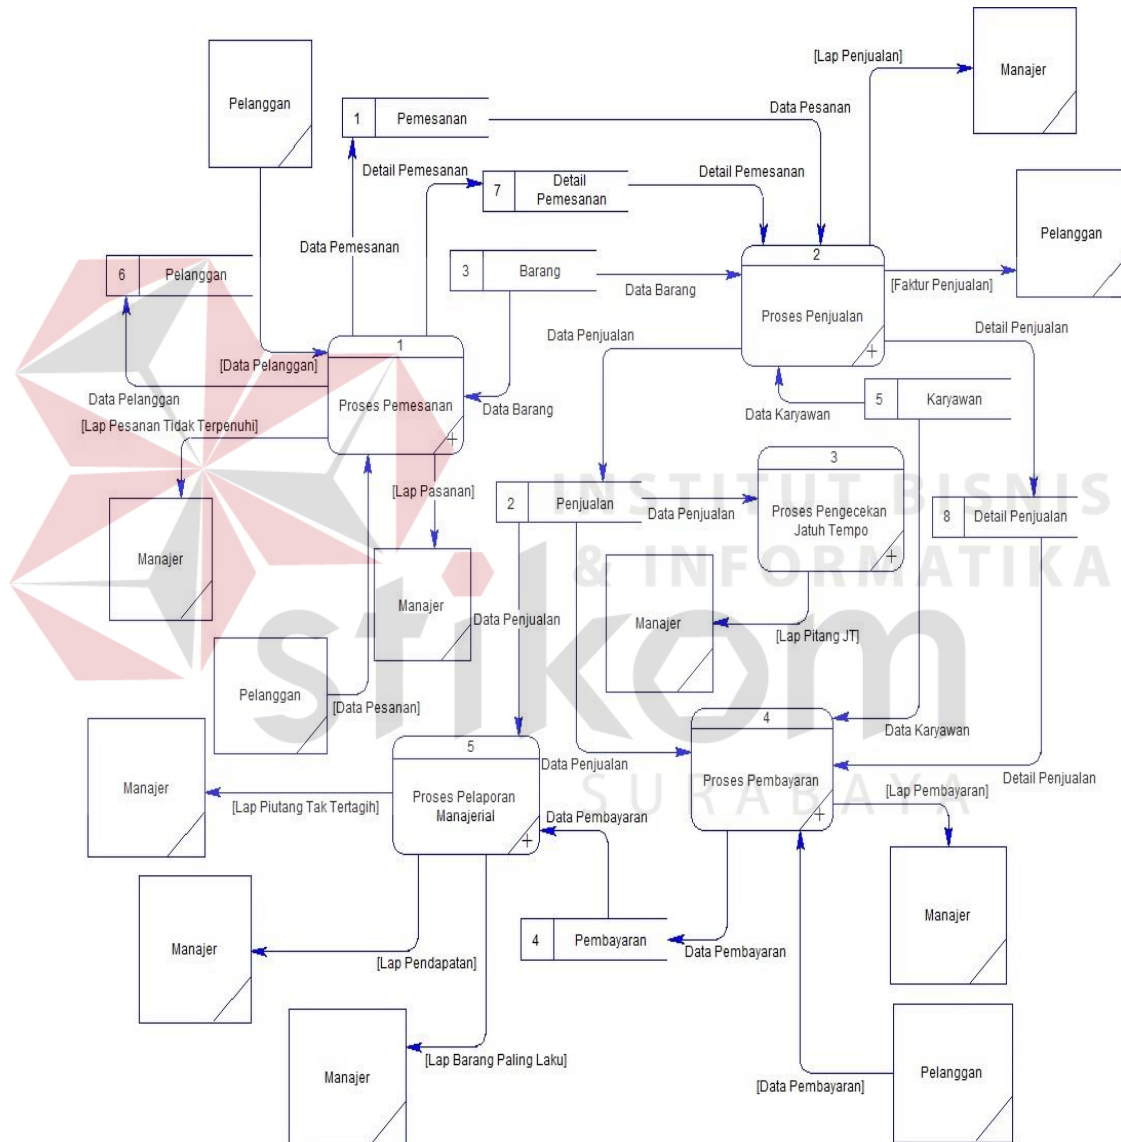 [Lap Penjualan]
Manajer
Pelanggan
1 Pemesanan
Data Pesanan
Detail Pemesanan
7 Detail
Pemesanan
Detail Pemesanan
Pelanggan
Data Pemesanan
2
Proses Penjualan
3 Barang
Data Barang
[Faktur Penjualan]
6 Pelanggan
Data Penjualan
Detail Penjualan
[Data Pelanggan]
1
Proses Pemesanan
Data Barang
Data Pelanggan
Data Karyawan
5 Karyawan
[Lap Pesanan Tidak Terpenuhi]
3
Proses Pengecekan
Jatuh Tempo
[Lap Pasanan]
2 Penjualan
Data Penjualan
8 Detail Penjualan
INSTITUT BISNIS
& INFORMATIKA
stikom
SURABAYA
Manajer
Manajer
Data Penjualan
Manajer
[Lap Pitang JT]
Pelanggan
[Data Pesanan]
4
Proses Pembayaran
Data Karyawan
Detail Penjualan
5
Proses Pelaporan
Manajerial
Data Penjualan
Manajer
[Lap Piutang Tak Tertagih]
Data Pembayaran
[Lap Pembayaran]
Manajer
[Lap Pendapatan]
4 Pembayaran
Data Pembayaran
Manajer
Manajer
[Lap Barang Paling Laku]
[Data Pembayaran]
Pelanggan